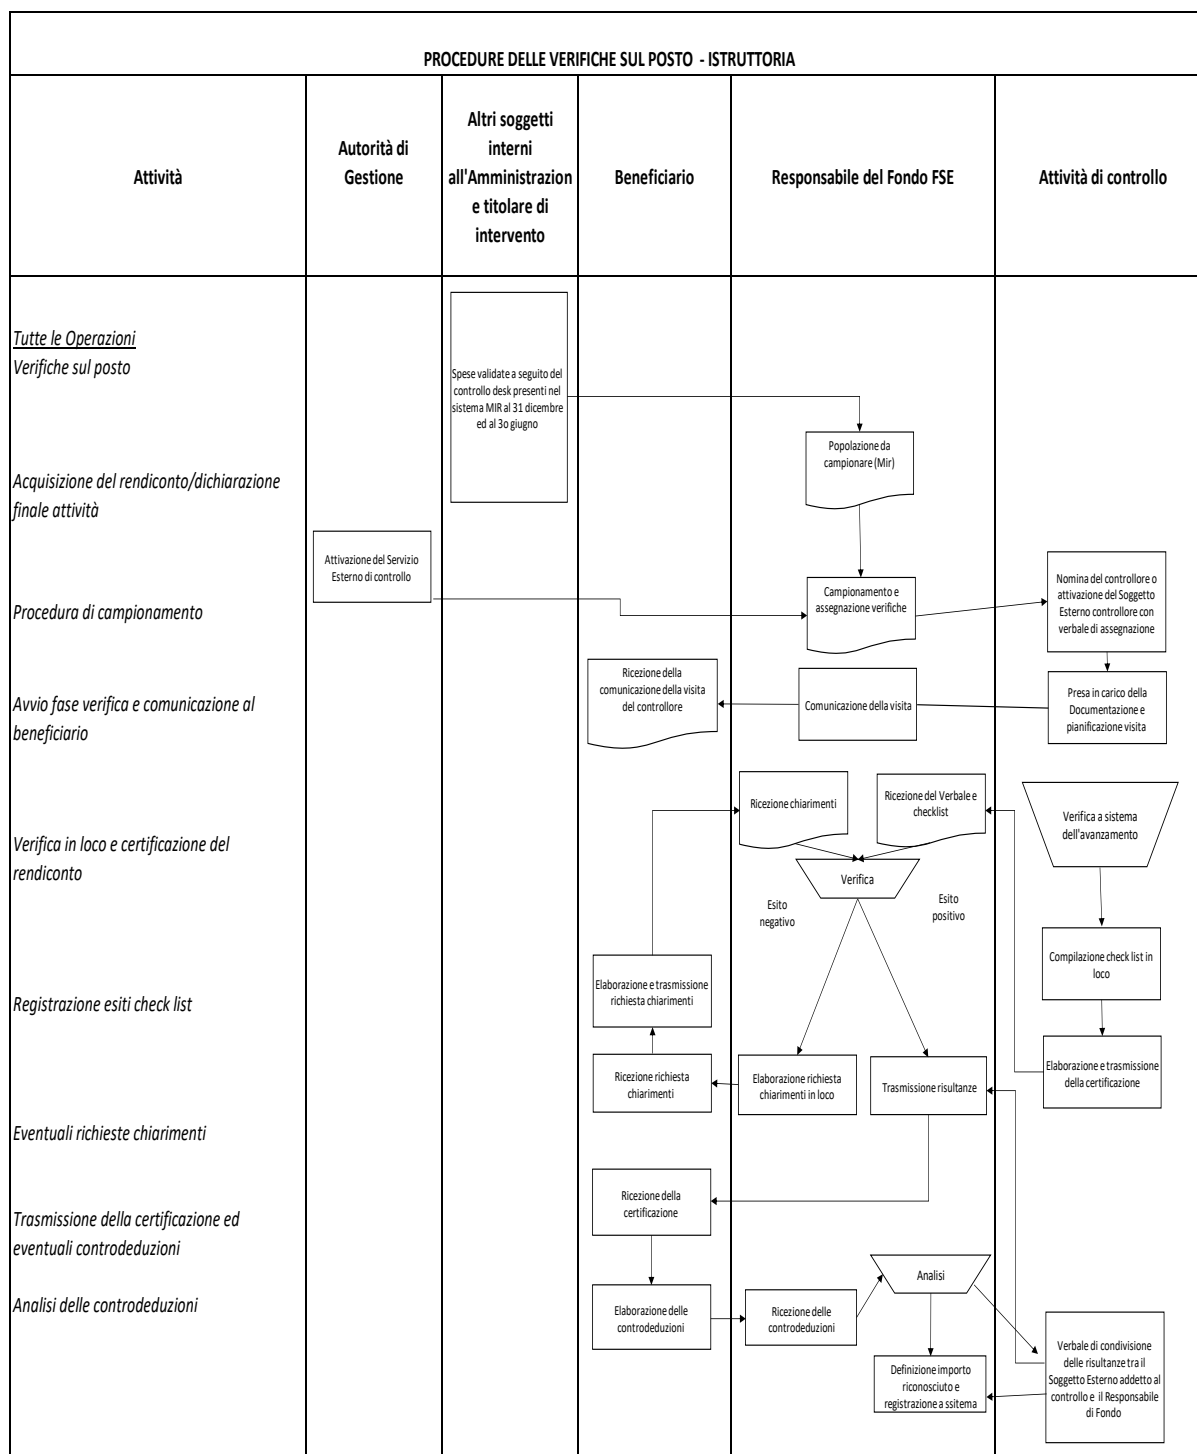 PROCEDURE DELLE VERIFICHE SUL POSTO - ISTRUTTORIA
Attività
Autorità di
Gestione
Altri soggetti
interni
all'Amministrazion
e titolare di
intervento
Beneficiario
Responsabile del Fondo FSE
Attività di controllo
Tutte le Operazioni
Verifiche sul posto
Spese validate a seguito del
controllo desk presenti nel
sistema MIR al 31 dicembre
ed al 3o giugno
Popolazione da
campionare (Mir)
Acquisizione del rendiconto/dichiarazione
finale attività
Attivazione del Servizio
Esterno di controllo
Procedura di campionamento
Campionamento e
assegnazione verifiche
Nomina del controllore o
attivazione del Soggetto
Esterno controllore con
verbale di assegnazione
Avvio fase verifica e comunicazione al
beneficiario
Ricezione della
comunicazione della visita
del controllore
Comunicazione della visita
Presa in carico della
Documentazione e
pianificazione visita
Ricezione chiarimenti
Ricezione del Verbale e
checklist
Verifica a sistema
dell'avanzamento
Verifica in loco e certificazione del
rendiconto
Verifica
Esito
negativo
Esito
positivo
Compilazione check list in
loco
Registrazione esiti check list
Elaborazione e trasmissione
richiesta chiarimenti
Ricezione richiesta
chiarimenti
Elaborazione richiesta
chiarimenti in loco
Trasmissione risultanze
Elaborazione e trasmissione
della certificazione
Eventuali richieste chiarimenti
Trasmissione della certificazione ed
eventuali controdeduzioni
Ricezione della
certificazione
Analisi delle controdeduzioni
Elaborazione delle
controdeduzioni
Ricezione delle
controdeduzioni
Analisi
Definizione importo
riconosciuto e
registrazione a ssitema
Verbale di condivisione
delle risultanze tra il
Soggetto Esterno addetto al
controllo e il Responsabile
di Fondo